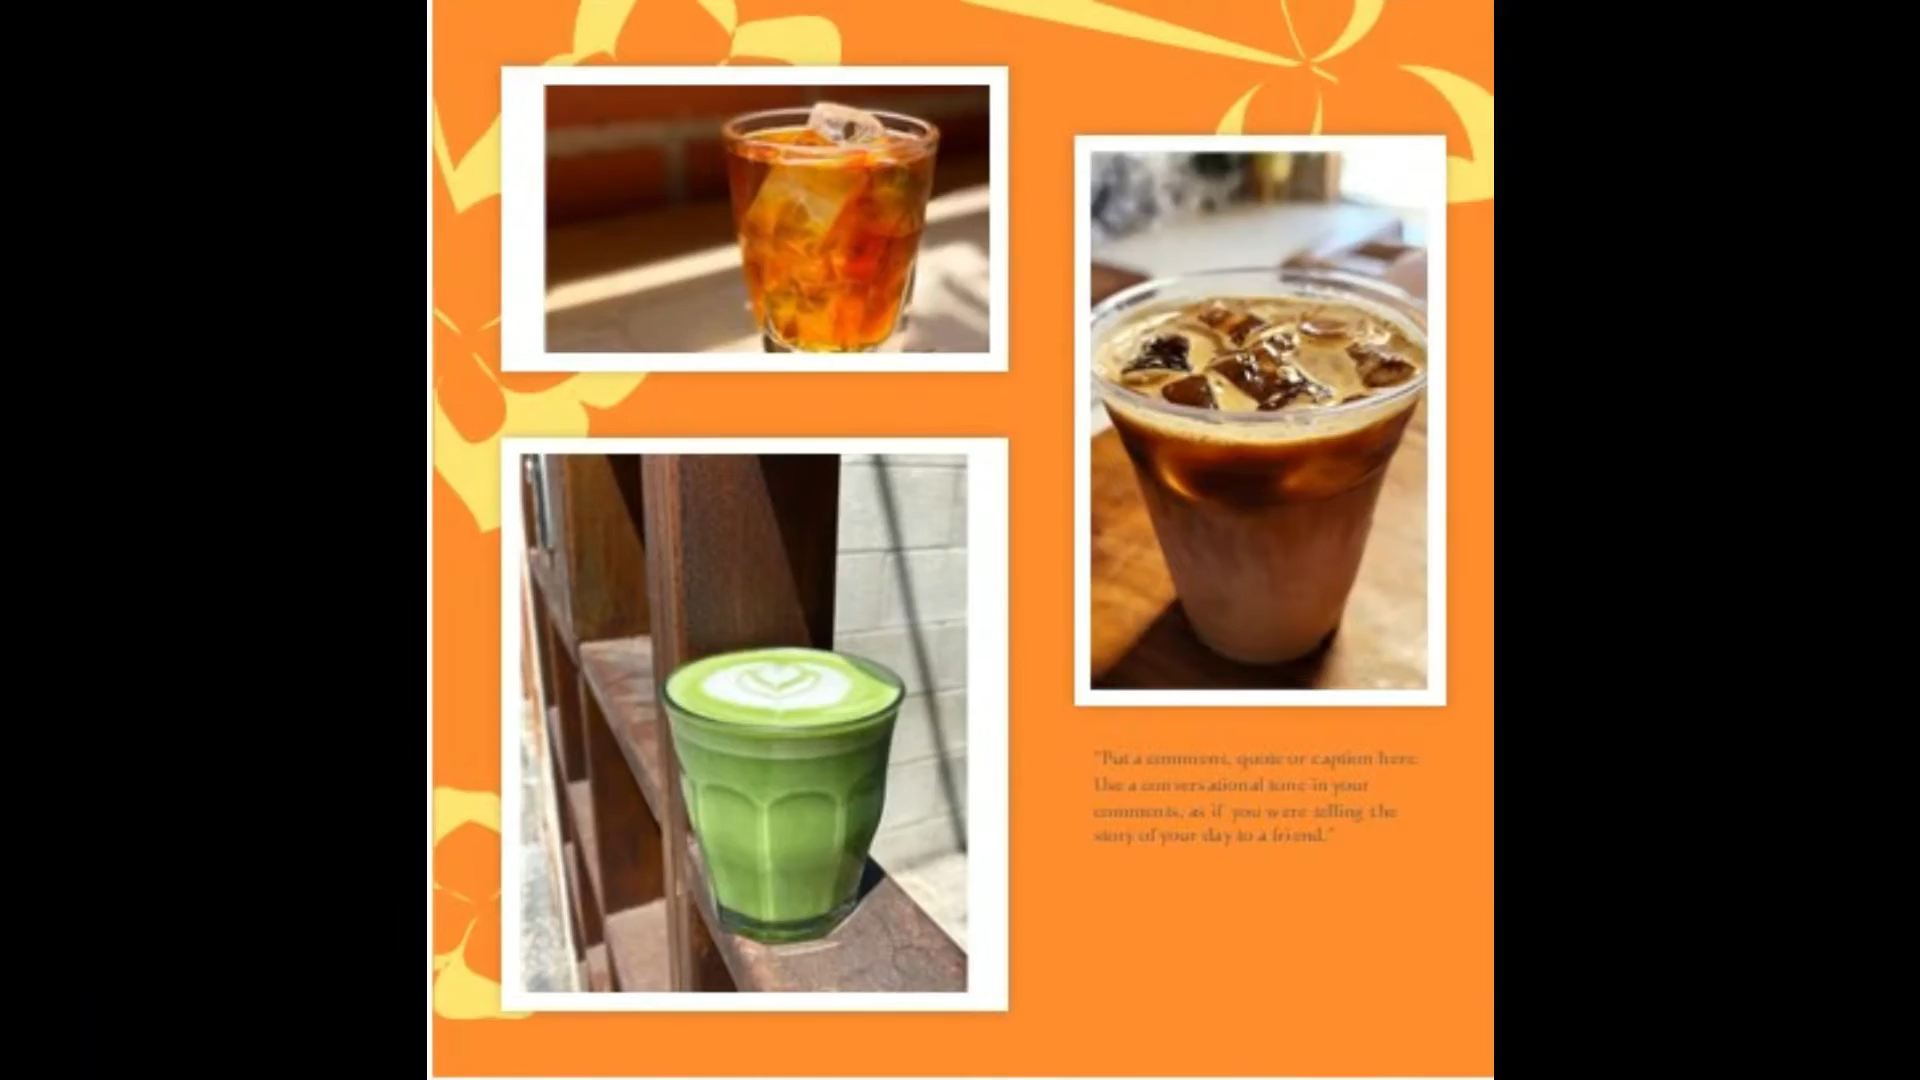 "Put a comment, quote or caption here.
Use a conversational tone in your
comments, as if you were telling the
story of your day to a friend."